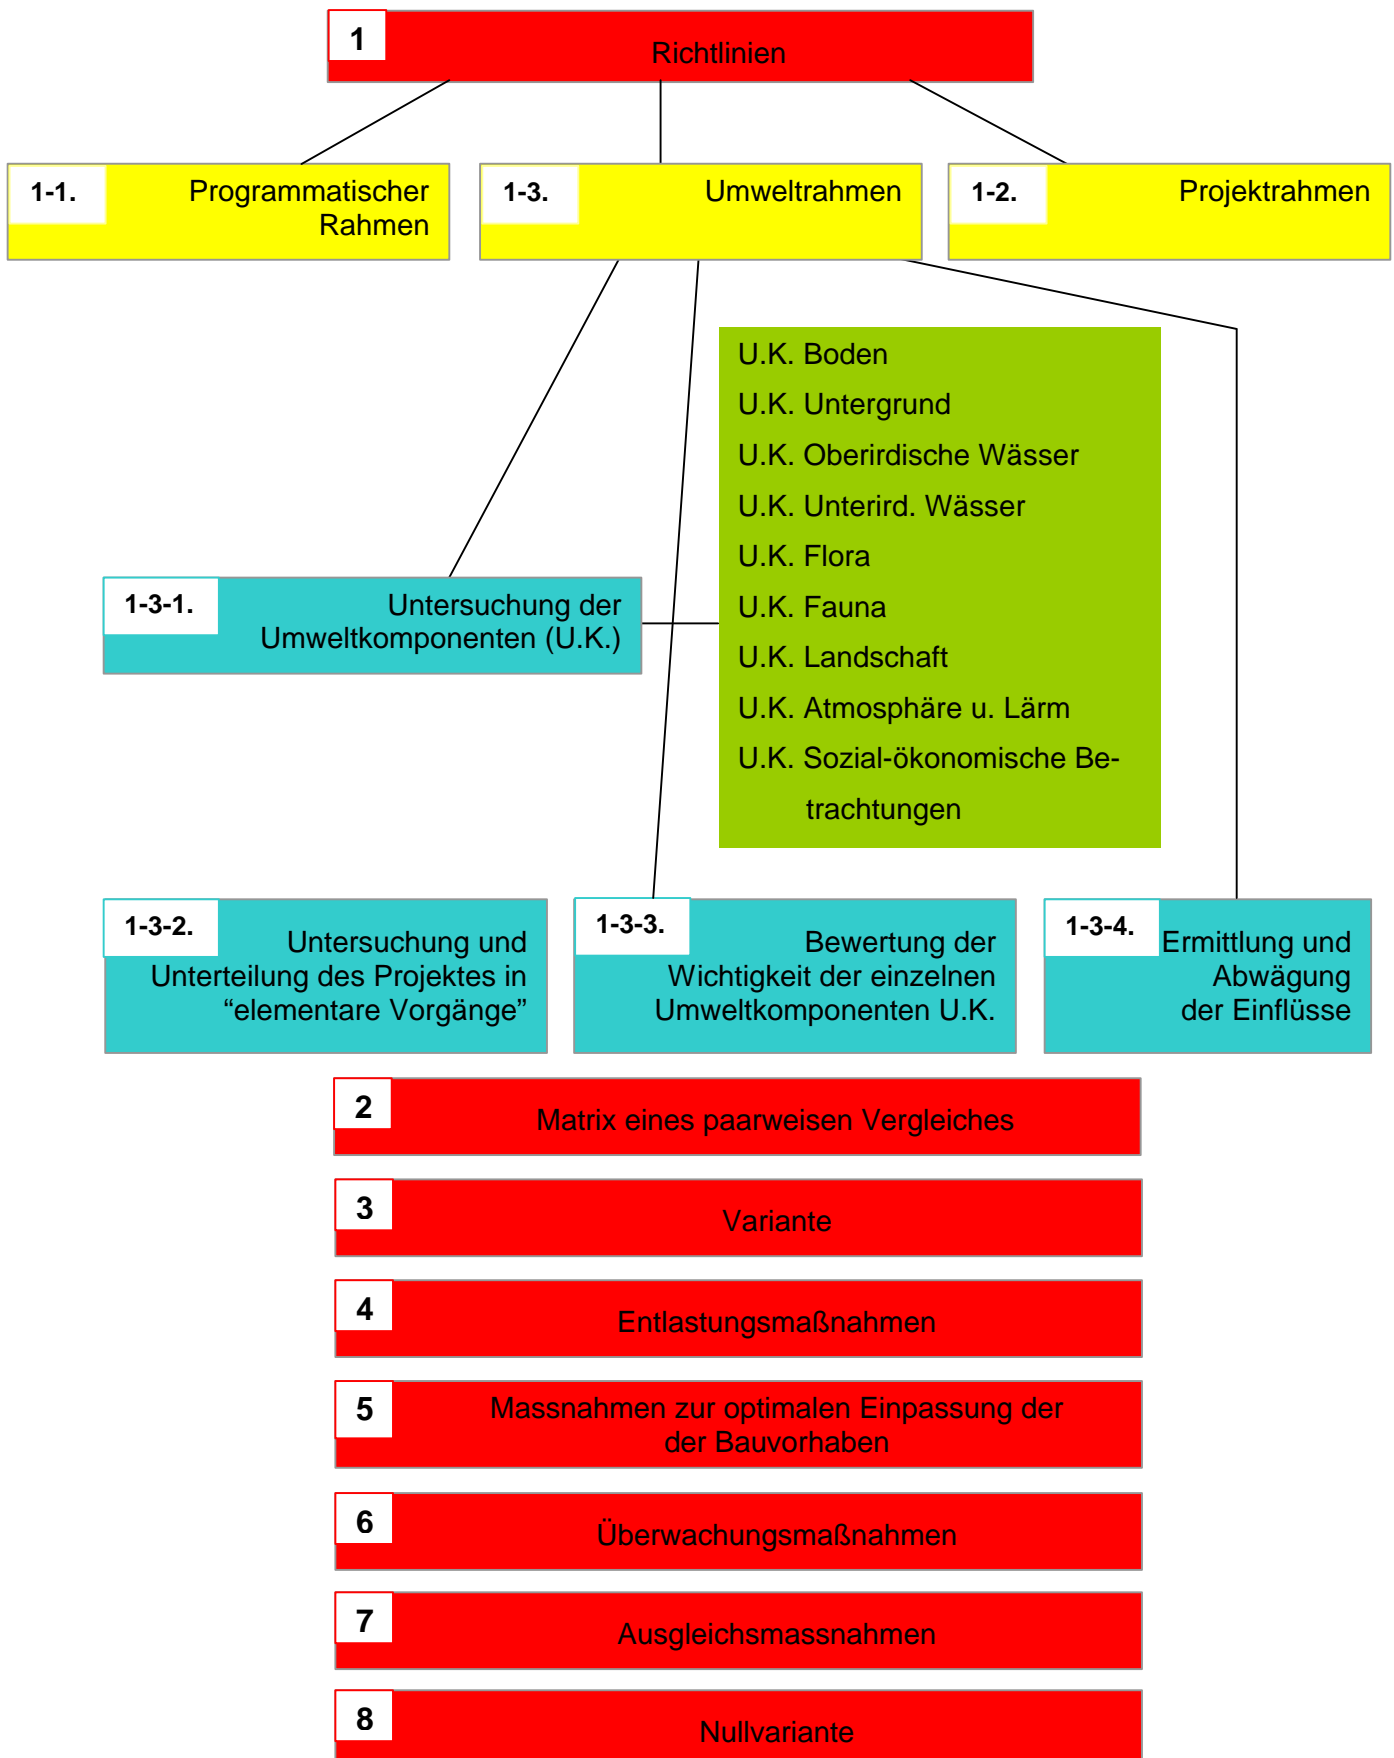 1
Richtlinien
1-1.
Programmatischer
Rahmen
1-3.
Umweltrahmen
1-2.
Projektrahmen
U.K. Boden
U.K. Untergrund
U.K. Oberirdische Wässer
U.K. Unterird. Wässer
U.K. Flora
U.K. Fauna
U.K. Landschaft
U.K. Atmosphäre u. Lärm
U.K. Sozial-ökonomische Be-
trachtungen
1-3-1.
Untersuchung der
Umweltkomponenten (U.K.)
1-3-2.
Untersuchung und
Unterteilung des Projektes in
“elementare Vorgänge”
1-3-3.
Bewertung der
Wichtigkeit der einzelnen
Umweltkomponenten U.K.
1-3-4.
Ermittlung und
Abwägung
der Einflüsse
2
Matrix eines paarweisen Vergleiches
3
Variante
4
Entlastungsmaßnahmen
5
Massnahmen zur optimalen Einpassung der
der Bauvorhaben
6
Überwachungsmaßnahmen
7
Ausgleichsmassnahmen
8
Nullvariante